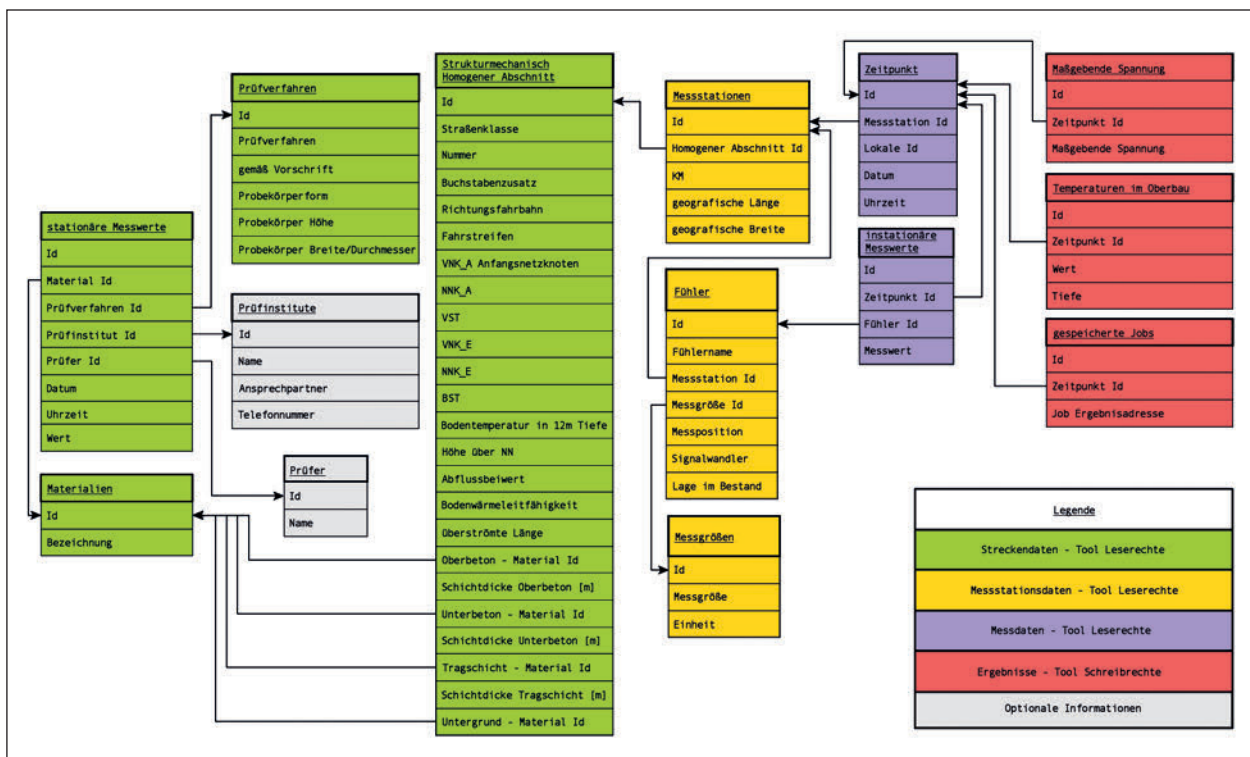 stationäre Messwerte
Id
Material Id
Prüfverfahren Id
Prüfinstitut Id
Prüfer Id
Datum
Uhrzeit
Wert
Materialien
Id
Bezeichnung
Prüfverfahren
Id
Prüfverfahren
gemäß Vorschrift
Probekörperform
Probekörper Höhe
Probekörper Breite/Durchmesser
Prüfinstitute
Id
Name
Ansprechpartner
Telefonnummer
Prüfer
Id
Name
Strukturmechanisch
Homogener Abschnitt
Id
Straßenklasse
Nummer
Buchstabenzusatz
Richtungsfahrbahn
Fahrstreifen
VNK_A Anfangsnetzknoten
NNK_A
VST
VNK_E
NNK_E
BST
Bodentemperatur in 12m Tiefe
Höhe über NN
Abflussbeiwert
Bodenwärmeleitfähigkeit
überströmte Länge
Oberbeton - Material Id
Schichtdicke Oberbeton [m]
Unterbeton - Material Id
Schichtdicke Unterbeton [m]
Tragschicht - Material Id
Schichtdicke Tragschicht [m]
Untergrund - Material Id
Messstationen
Id
Homogener Abschnitt Id
KM
geografische Länge
geografische Breite
Fühler
Id
Fühlername
Messstation Id
Messgröße Id
Messposition
Signalwandler
Lage im Bestand
Messgrößen
Id
Messgröße
Einheit
Zeitpunkt
Id
Messstation Id
Lokale Id
Datum
Uhrzeit
instationäre
Messwerte
Id
Zeitpunkt Id
Fühler Id
Messwert
Maßgebende Spannung
Id
Zeitpunkt Id
Maßgebende Spannung
Temperaturen im Oberbau
Id
Zeitpunkt Id
Wert
Tiefe
gespeicherte Jobs
Id
Zeitpunkt Id
Job Ergebnisadresse
Legende
Streckendaten - Tool Leserechte
Messstationsdaten - Tool Leserechte
Messdaten - Tool Leserechte
Ergebnisse - Tool Schreibrechte
Optionale Informationen